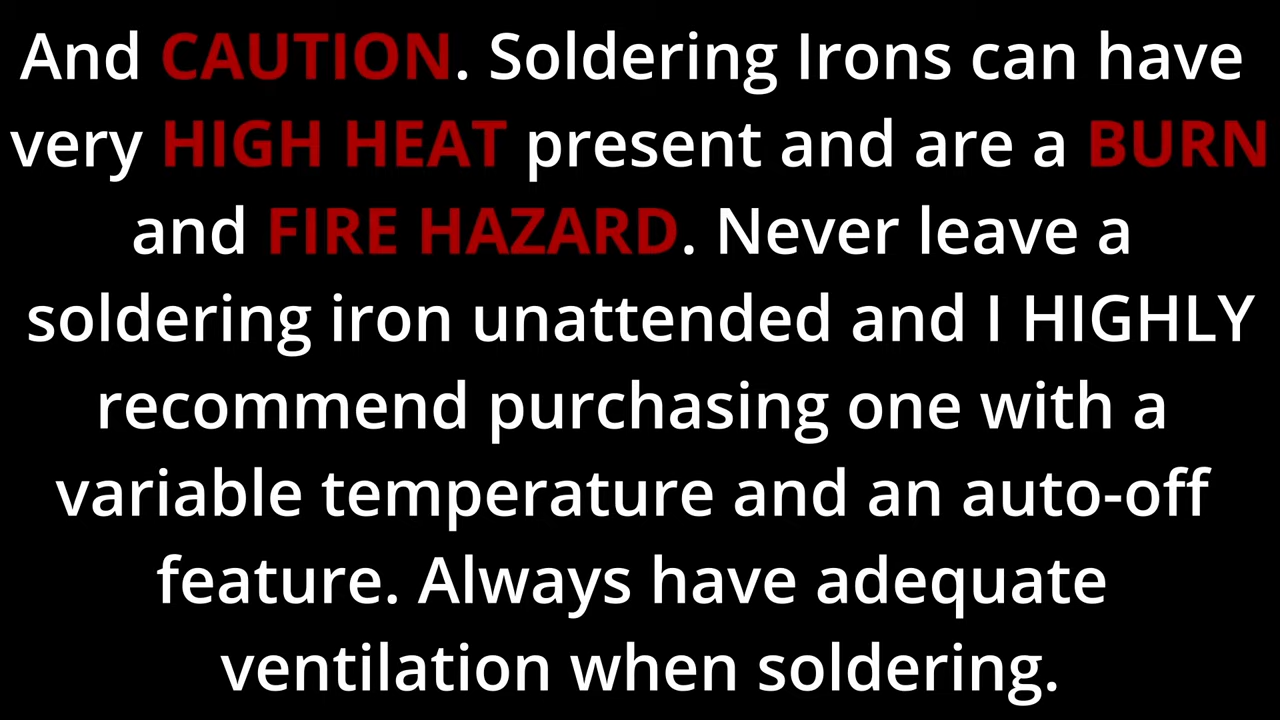 And CAUTION. Soldering Irons can have
very HIGH HEAT present and are a BURN
and FIRE HAZARD. Never leave a
soldering iron unattended and I HIGHLY
recommend purchasing one with a
variable temperature and an auto-off
feature. Always have adequate
ventilation when soldering.